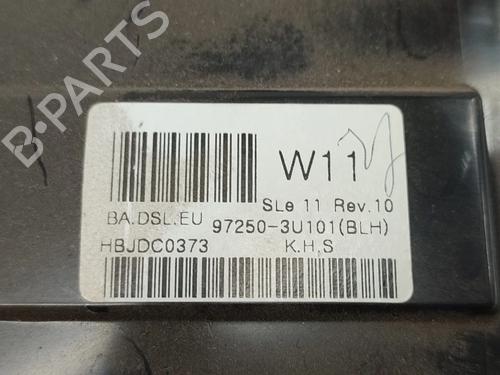 W11
SLe 11 Rev.10
BA.DSL.EU 97250-3U101(BLH)
HBJDC0373 K.H.S
B-PARTS